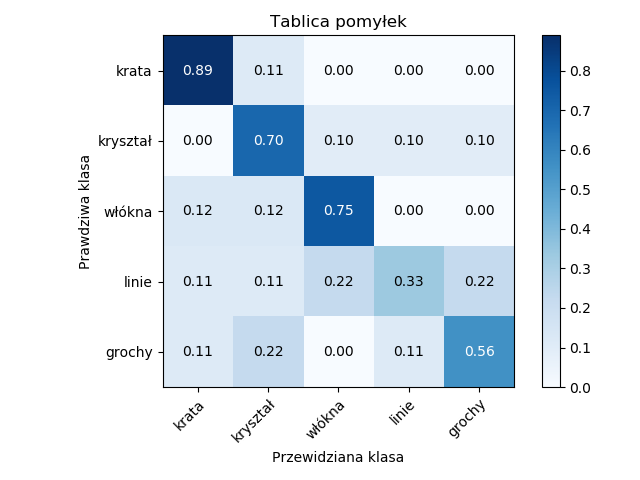 Tablica pomyłek
Prawdziwa klasa
krata 0.89 0.11 0.00 0.00 0.00
kryształ 0.00 0.70 0.10 0.10 0.10
włókna 0.12 0.12 0.75 0.00 0.00
linie 0.11 0.11 0.22 0.33 0.22
grochy 0.11 0.22 0.00 0.11 0.56
krata kryształ włókna linie grochy
Przewidziana klasa
0.8
0.7
0.6
0.5
0.4
0.3
0.2
0.1
0.0